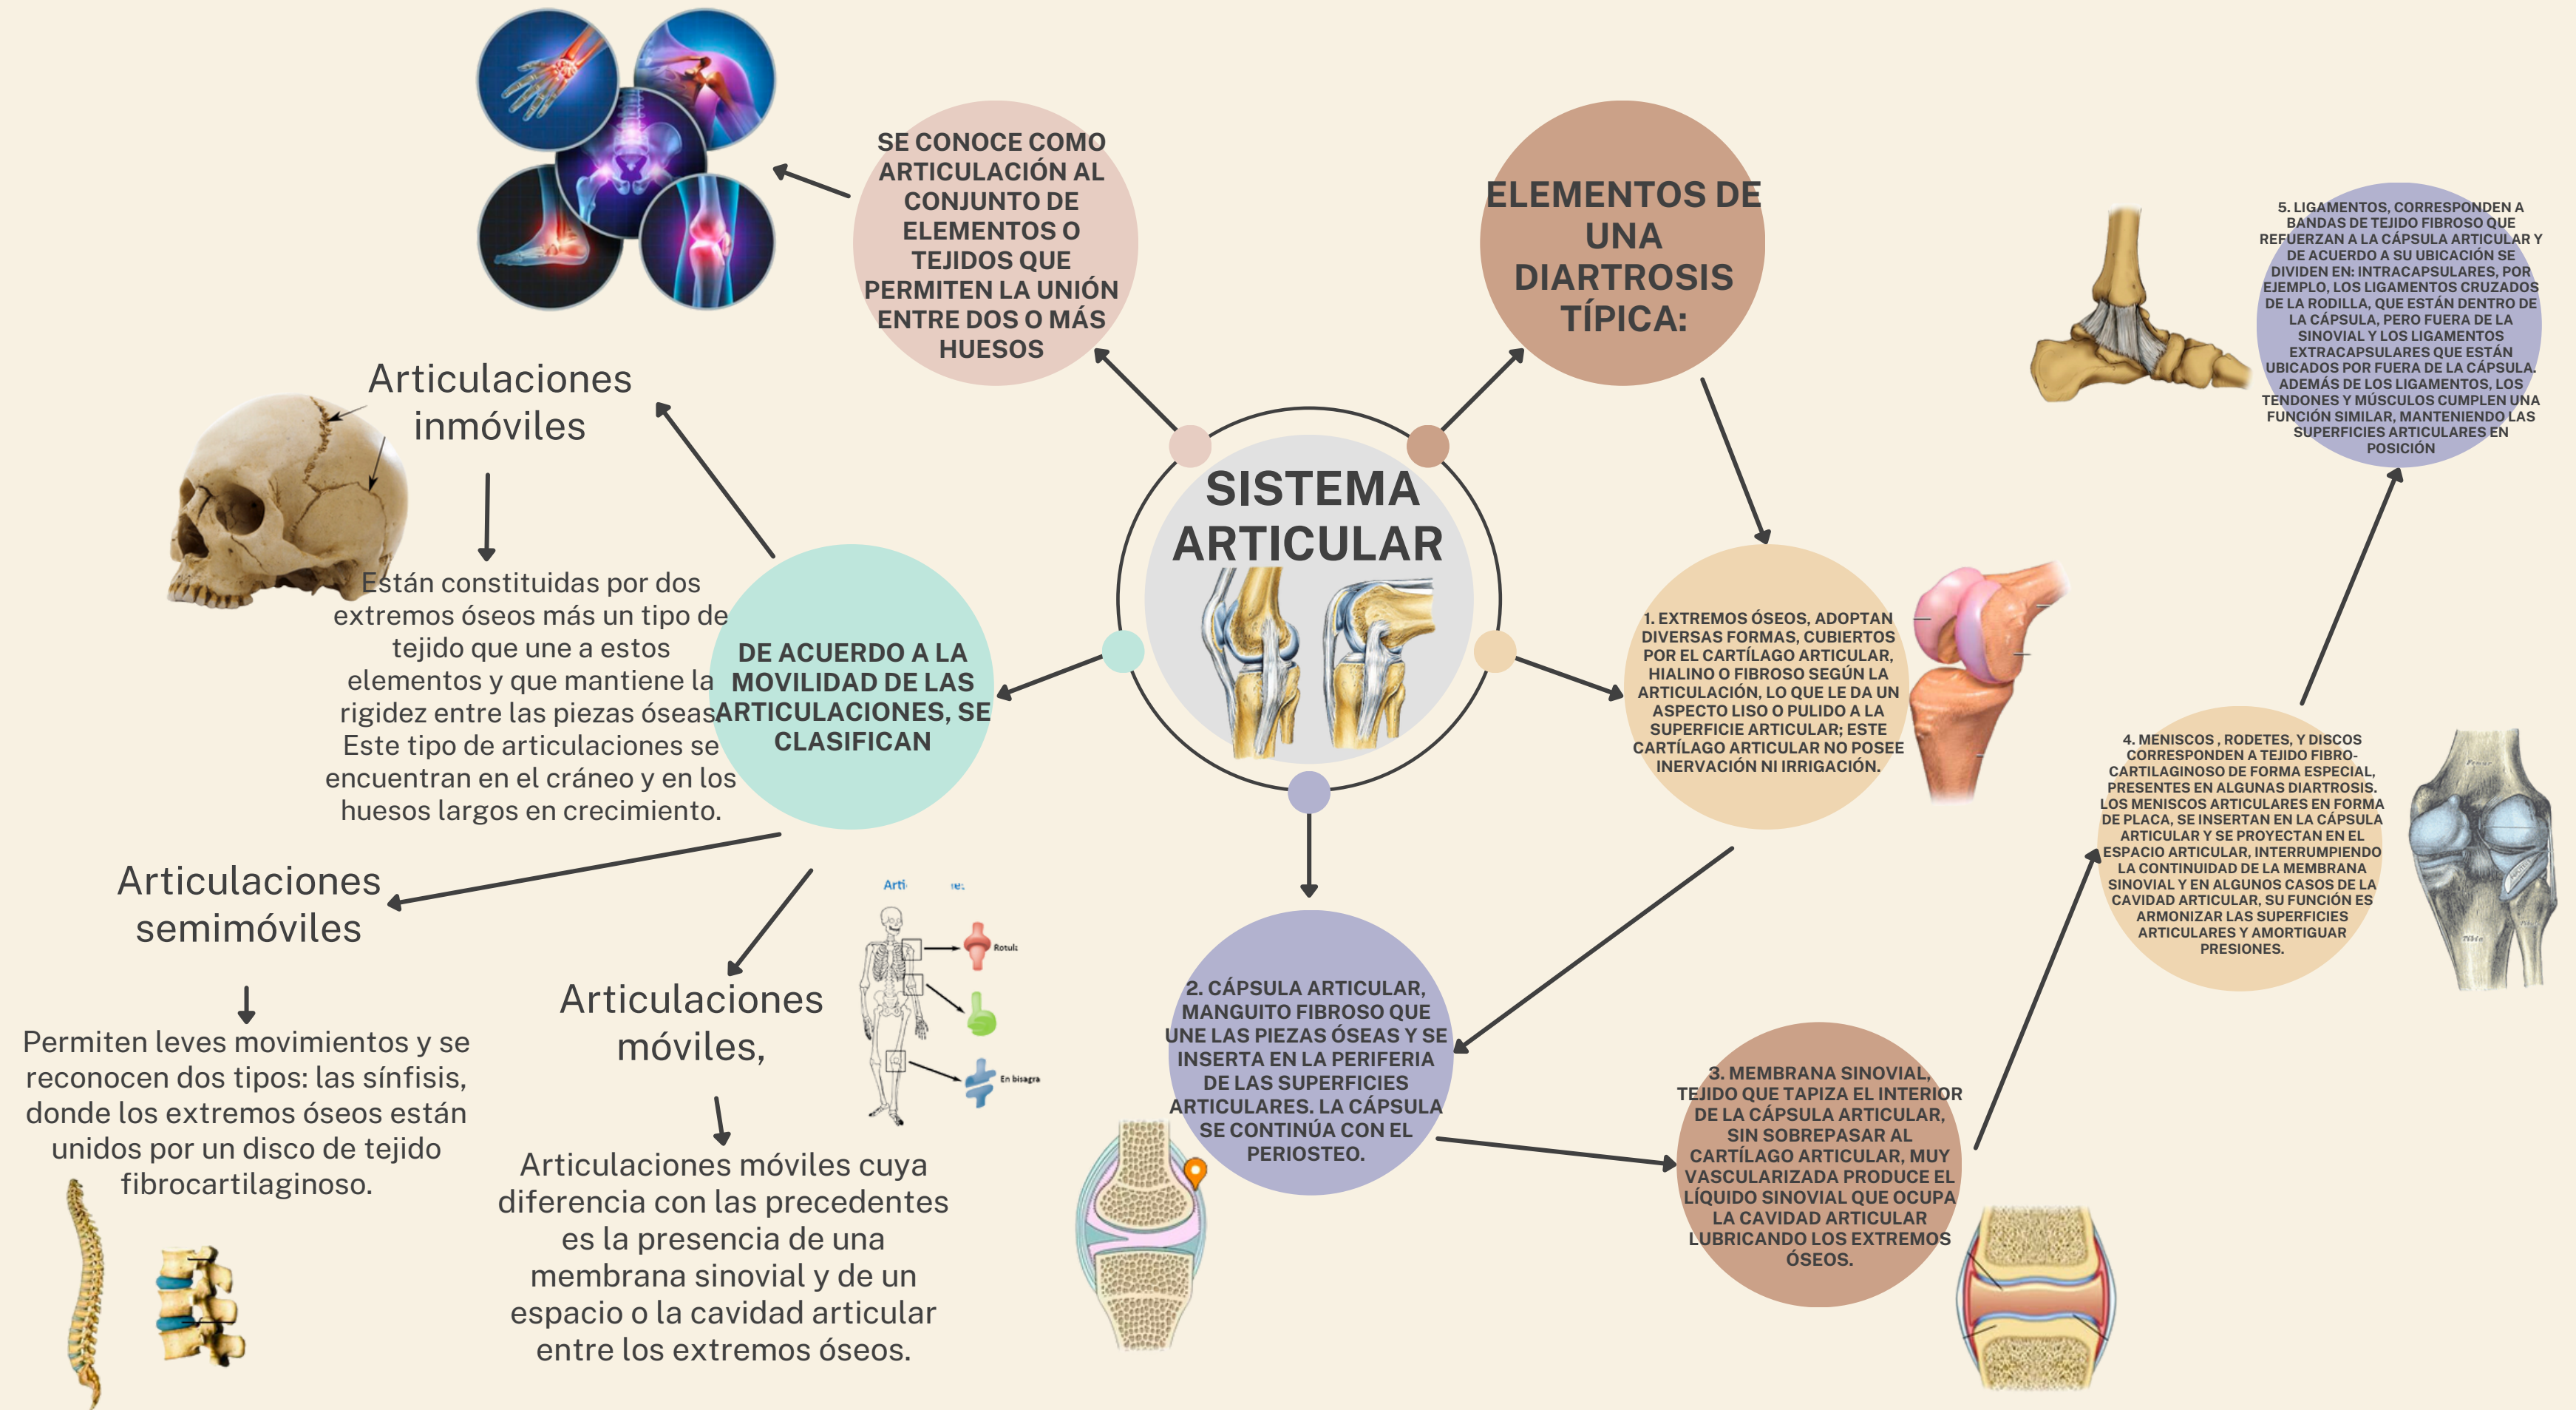 SISTEMA
ARTICULAR
SE CONOCE COMO
ARTICULACIÓN AL
CONJUNTO DE
ELEMENTOS O
TEJIDOS QUE
PERMITEN LA UNIÓN
ENTRE DOS O MÁS
HUESOS
DE ACUERDO A LA
MOVILIDAD DE LAS
ARTICULACIONES, SE
CLASIFICAN
Articulaciones
inmóviles
Están constituidas por dos
extremos óseos más un tipo de
tejido que une a estos
elementos y que mantiene la
rigidez entre las piezas óseas.
Este tipo de articulaciones se
encuentran en el cráneo y en los
huesos largos en crecimiento.
Articulaciones
semimóviles
Permiten leves movimientos y se
reconocen dos tipos: las sínfisis,
donde los extremos óseos están
unidos por un disco de tejido
fibrocartilaginoso.
Articulaciones
móviles,
Articulaciones móviles cuya
diferencia con las precedentes
es la presencia de una
membrana sinovial y de un
espacio o la cavidad articular
entre los extremos óseos.
En bisagra
ELEMENTOS DE
UNA
DIARTROSIS
TÍPICA:
1. EXTREMOS ÓSEOS, ADOPTAN
DIVERSAS FORMAS, CUBIERTOS
POR EL CARTÍLAGO ARTICULAR,
HIALINO O FIBROSO SEGÚN LA
ARTICULACIÓN, LO QUE LE DA UN
ASPECTO LISO O PULIDO A LA
SUPERFICIE ARTICULAR; ESTE
CARTÍLAGO ARTICULAR NO POSEE
INERVACIÓN NI IRRIGACIÓN.
2. CÁPSULA ARTICULAR,
MANGUITO FIBROSO QUE
UNE LAS PIEZAS ÓSEAS Y SE
INSERTA EN LA PERIFERIA
DE LAS SUPERFICIES
ARTICULARES. LA CÁPSULA
SE CONTINÚA CON EL
PERIOSTEO.
3. MEMBRANA SINOVIAL,
TEJIDO QUE TAPIZA EL INTERIOR
DE LA CÁPSULA ARTICULAR,
SIN SOBREPASAR AL
CARTÍLAGO ARTICULAR, MUY
VASCULARIZADA PRODUCE EL
LÍQUIDO SINOVIAL QUE OCUPA
LA CAVIDAD ARTICULAR
LUBRICANDO LOS EXTREMOS
ÓSEOS.
4. MENISCOS , RODETES, Y DISCOS
CORRESPONDEN A TEJIDO FIBRO-
CARTILAGINOSO DE FORMA ESPECIAL,
PRESENTES EN ALGUNAS DIARTROSIS.
LOS MENISCOS ARTICULARES EN FORMA
DE PLACA, SE INSERTAN EN LA CÁPSULA
ARTICULAR Y SE PROYECTAN EN EL
ESPACIO ARTICULAR, INTERRUMPIENDO
LA CONTINUIDAD DE LA MEMBRANA
SINOVIAL Y EN ALGUNOS CASOS DE LA
CAVIDAD ARTICULAR, SU FUNCIÓN ES
ARMONIZAR LAS SUPERFICIES
ARTICULARES Y AMORTIGUAR
PRESIONES.
5. LIGAMENTOS, CORRESPONDEN A
BANDAS DE TEJIDO FIBROSO QUE
REFUERZAN A LA CÁPSULA ARTICULAR Y
DE ACUERDO A SU UBICACIÓN SE
DIVIDEN EN: INTRACAPSULARES, POR
EJEMPLO, LOS LIGAMENTOS CRUZADOS
DE LA RODILLA, QUE ESTÁN DENTRO DE
LA CÁPSULA, PERO FUERA DE LA
SINOVIAL Y LOS LIGAMENTOS
EXTRACAPSULARES QUE ESTÁN
UBICADOS POR FUERA DE LA CÁPSULA.
ADEMÁS DE LOS LIGAMENTOS, LOS
TENDONES Y MÚSCULOS CUMPLEN UNA
FUNCIÓN SIMILAR, MANTENIENDO LAS
SUPERFICIES ARTICULARES EN
POSICIÓN